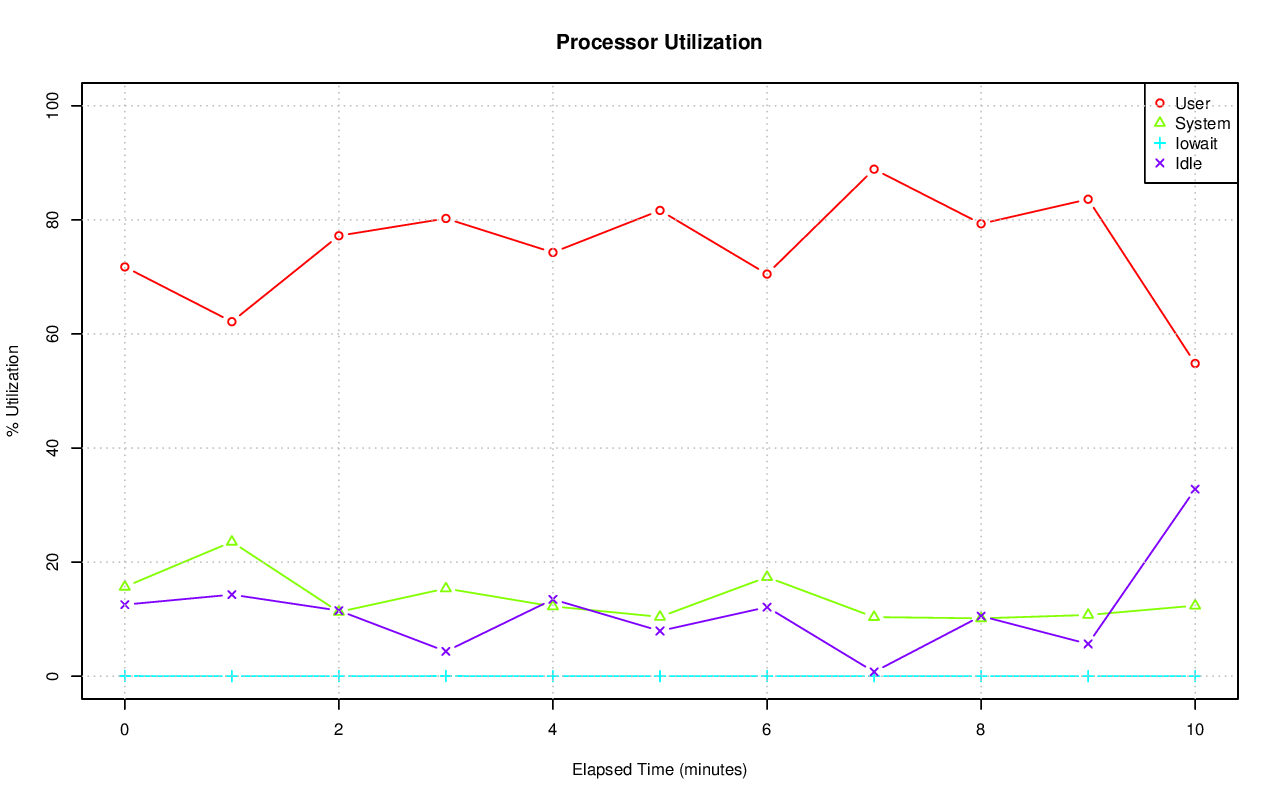 Processor Utilization
User
System
Iowait
Idle
% Utilization
100
80
60
40
20
0
0 2 4 6 8 10
Elapsed Time (minutes)